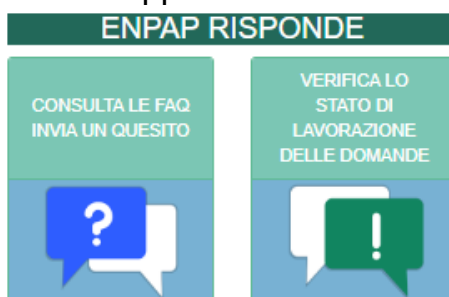 ENPAP RISPONDE
CONSULTA LE FAQ
INVIA UN QUESITO
VERIFICA LO
STATO DI
LAVORAZIONE
DELLE DOMANDE
?
!